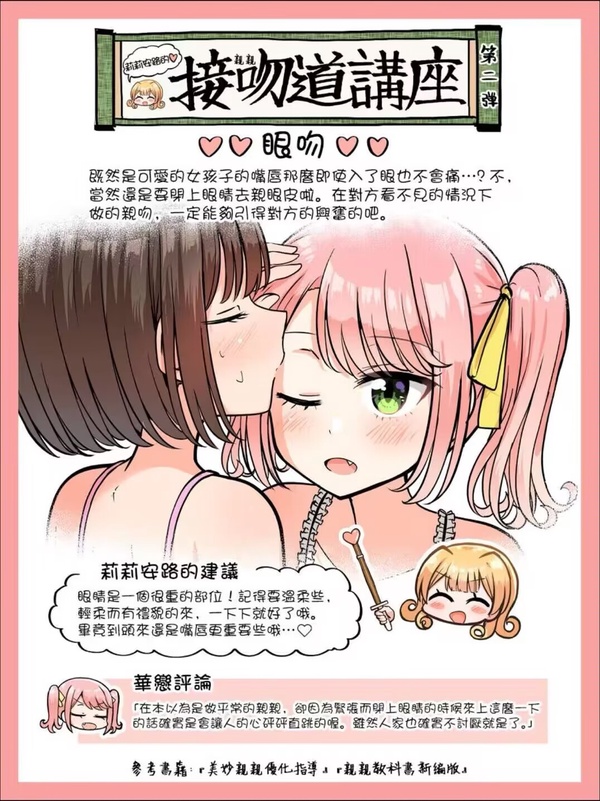 莉莉安路的♡
接吻道講座
親親
第二彈
♡♡眼吻♡♡
既然是可愛的女孩子的嘴唇那麼即使入了眼也不會痛…?不,
當然還是要閉上眼睛去親眼皮啦。在對方看不見的情況下
做的親吻,一定能夠引得對方的興奮的吧。
莉莉安路的建議
眼睛是一個很重的部位!記得要溫柔些,
輕柔而有禮貌的來,一下下就好了哦。
畢竟到頭來還是嘴唇更重要些哦…♡
華戀評論
「在本以為是做平常的親親,卻因為緊張而閉上眼睛的時候來上這麼一下
的話確實是會讓人的心砰砰直跳的喔。雖然人家也確實不討厭就是了。」
參考書籍:『美妙親親優化指導』『親親教科書新編版』